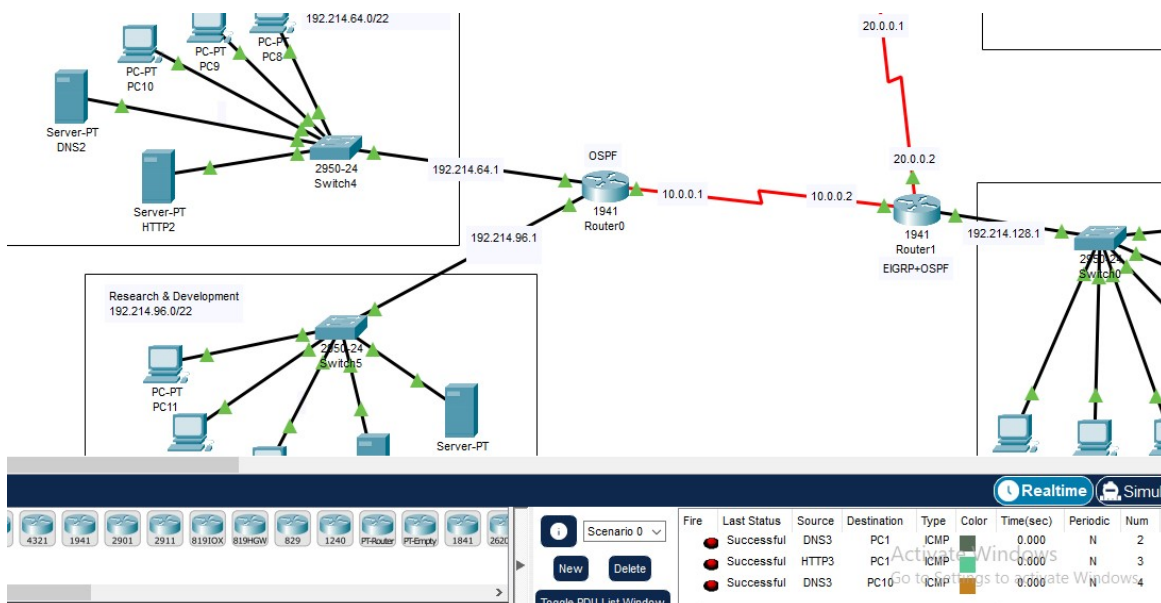 192.214.64.0/22
20.0.0.1
PC-PT
PC10
PC-PT
PC9
PC-PT
PC8
Server-PT
DNS2
2950-24
Switch4
192.214.64.1
OSPF
20.0.0.2
Server-PT
HTTP2
10.0.0.1
10.0.0.2
1941
Router0
1941
Router1
192.214.128.1
192.214.96.1
EIGRP+OSPF
2950-24
Switch0
Research & Development
192.214.96.0/22
2950-24
Switch5
PC-PT
PC11
Server-PT
Realtime
4321
1941
2901
2911
819IOX
819HGW
829
1240
PT-Router
PT-Empty
1841
Scenario 0
New
Delete
Toggle PDU List Window
Fire Last Status Source Destination Type Color Time(sec) Periodic Num
Successful DNS3 PC1 ICMP 0.000 N 2
Successful HTTP3 PC1 ICMP 0.000 N 3
Successful DNS3 PC10 ICMP 0.000 N 4
Activate Windows
Go to Settings to activate Windows.